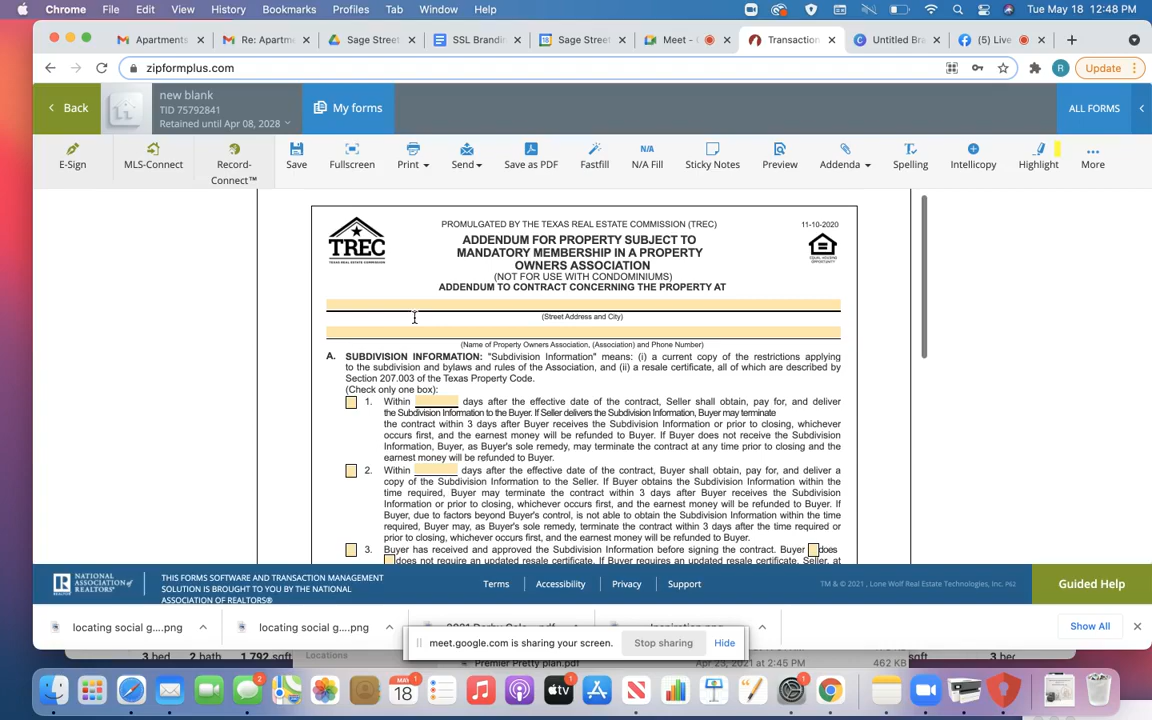 Chrome File Edit View History Bookmarks Profiles Tab Window Help Tue May 18 12:48 PM
Apartments Re: Apartm Sage Street SSL Brandi Sage Street Meet - Transaction Untitled Bra (5) Live
zipformplus.com R Update
Back
new blank
TID 75792841
Retained until Apr 08, 2028
My forms
ALL FORMS
E-Sign
MLS-Connect
Record-
Connect™
Save
Fullscreen
Print
Send
Save as PDF
Fastfill
N/A
N/A Fill
Sticky Notes
Preview
Addenda
Spelling
Intellicopy
Highlight
More
TREC
TEXAS REAL ESTATE COMMISSION
PROMULGATED BY THE TEXAS REAL ESTATE COMMISSION (TREC)
11-10-2020
EQUAL HOUSING
OPPORTUNITY
ADDENDUM FOR PROPERTY SUBJECT TO
MANDATORY MEMBERSHIP IN A PROPERTY
OWNERS ASSOCIATION
(NOT FOR USE WITH CONDOMINIUMS)
ADDENDUM TO CONTRACT CONCERNING THE PROPERTY AT
(Street Address and City)
(Name of Property Owners Association, (Association) and Phone Number)
A. SUBDIVISION INFORMATION: "Subdivision Information" means: (i) a current copy of the restrictions applying
to the subdivision and bylaws and rules of the Association, and (ii) a resale certificate, all of which are described by
Section 207.003 of the Texas Property Code.
(Check only one box):
1. Within days after the effective date of the contract, Seller shall obtain, pay for, and deliver
the Subdivision Information to the Buyer. If Seller delivers the Subdivision Information, Buyer may terminate
the contract within 3 days after Buyer receives the Subdivision Information or prior to closing, whichever
occurs first, and the earnest money will be refunded to Buyer. If Buyer does not receive the Subdivision
Information, Buyer, as Buyer's sole remedy, may terminate the contract at any time prior to closing and the
earnest money will be refunded to Buyer.
2. Within days after the effective date of the contract, Buyer shall obtain, pay for, and deliver a
copy of the Subdivision Information to the Seller. If Buyer obtains the Subdivision Information within the
time required, Buyer may terminate the contract within 3 days after Buyer receives the Subdivision
Information or prior to closing, whichever occurs first, and the earnest money will be refunded to Buyer. If
Buyer, due to factors beyond Buyer's control, is not able to obtain the Subdivision Information within the time
required, Buyer may, as Buyer's sole remedy, terminate the contract within 3 days after the time required or
prior to closing, whichever occurs first, and the earnest money will be refunded to Buyer.
3. Buyer has received and approved the Subdivision Information before signing the contract. Buyer does
does not require an updated resale certificate. If Buyer requires an updated resale certificate, Seller, at
NATIONAL
ASSOCIATION of
REALTORS®
THIS FORMS SOFTWARE AND TRANSACTION MANAGEMENT
SOLUTION IS BROUGHT TO YOU BY THE NATIONAL
ASSOCIATION OF REALTORS®
Terms Accessibility Privacy Support
TM & © 2021 , Lone Wolf Real Estate Technologies, Inc. P62
Guided Help
locating social g....png
locating social g....png
Show All
meet.google.com is sharing your screen. Stop sharing Hide
3 bed 2 bath 1,792 sqft
Locations
Premier Pretty plan.pdf
Apr 23, 2021 at 2:45 PM
462 KB
MAY
18